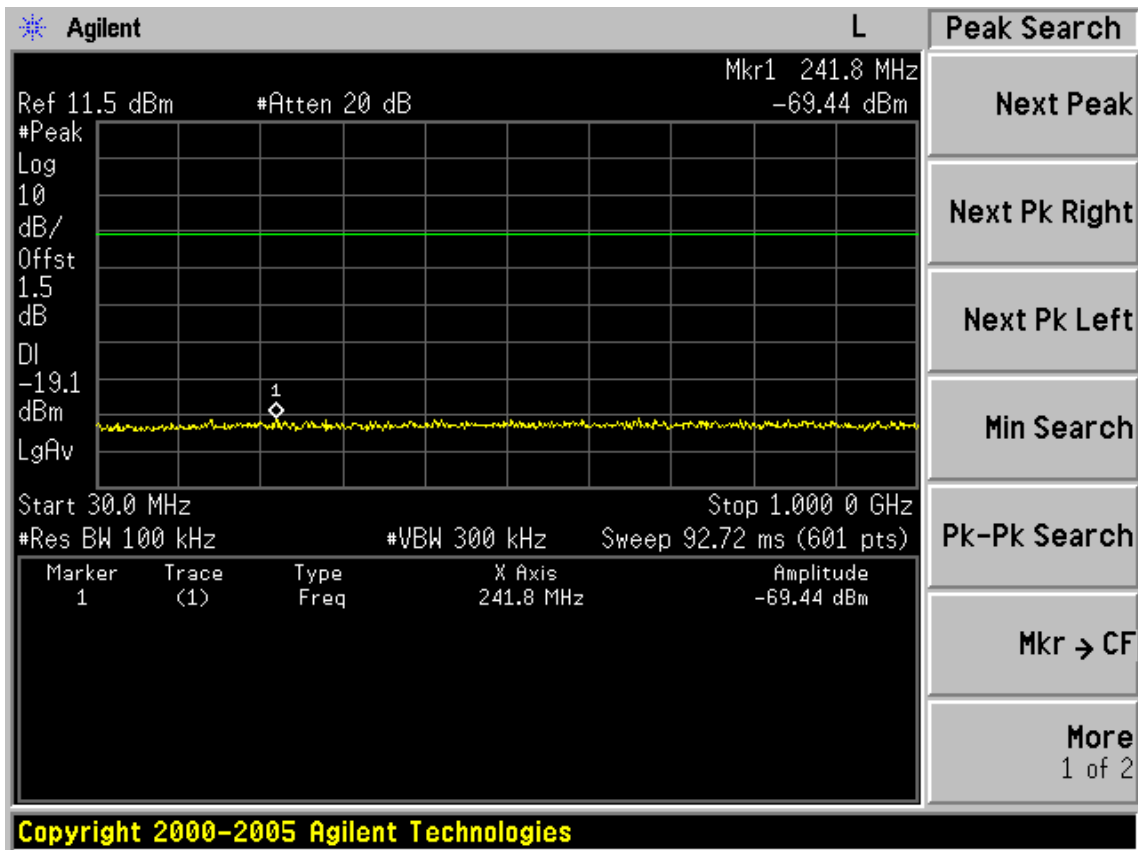 Agilent L
Peak Search
Mkr1 241.8 MHz
Ref 11.5 dBm #Atten 20 dB -69.44 dBm
#Peak
Log
10
dB/
Offst
1.5
dB
DI
-19.1
dBm
LgAv
1
Start 30.0 MHz Stop 1.000 0 GHz
#Res BW 100 kHz #VBW 300 kHz Sweep 92.72 ms (601 pts)
Marker Trace Type X Axis Amplitude
1 (1) Freq 241.8 MHz -69.44 dBm
Next Peak
Next Pk Right
Next Pk Left
Min Search
Pk-Pk Search
Mkr → CF
More
1 of 2
Copyright 2000-2005 Agilent Technologies